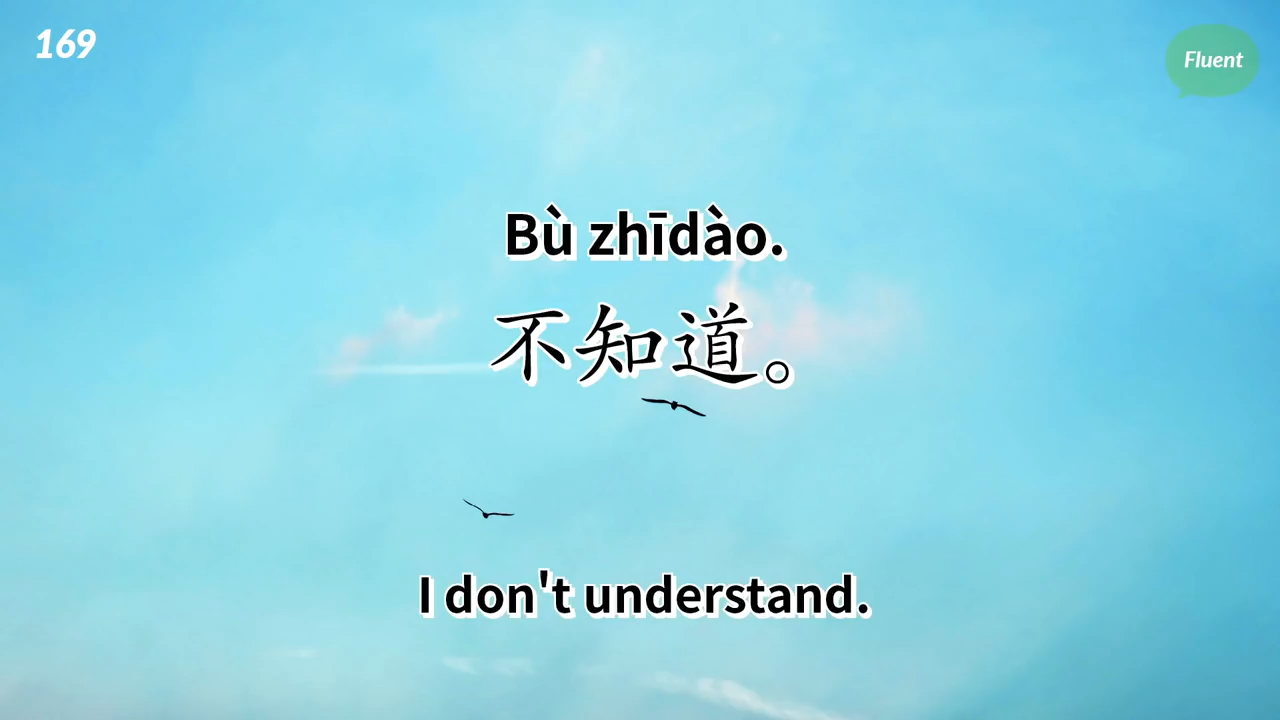 169
Fluent
Bù zhīdào.
不知道。
I don't understand.